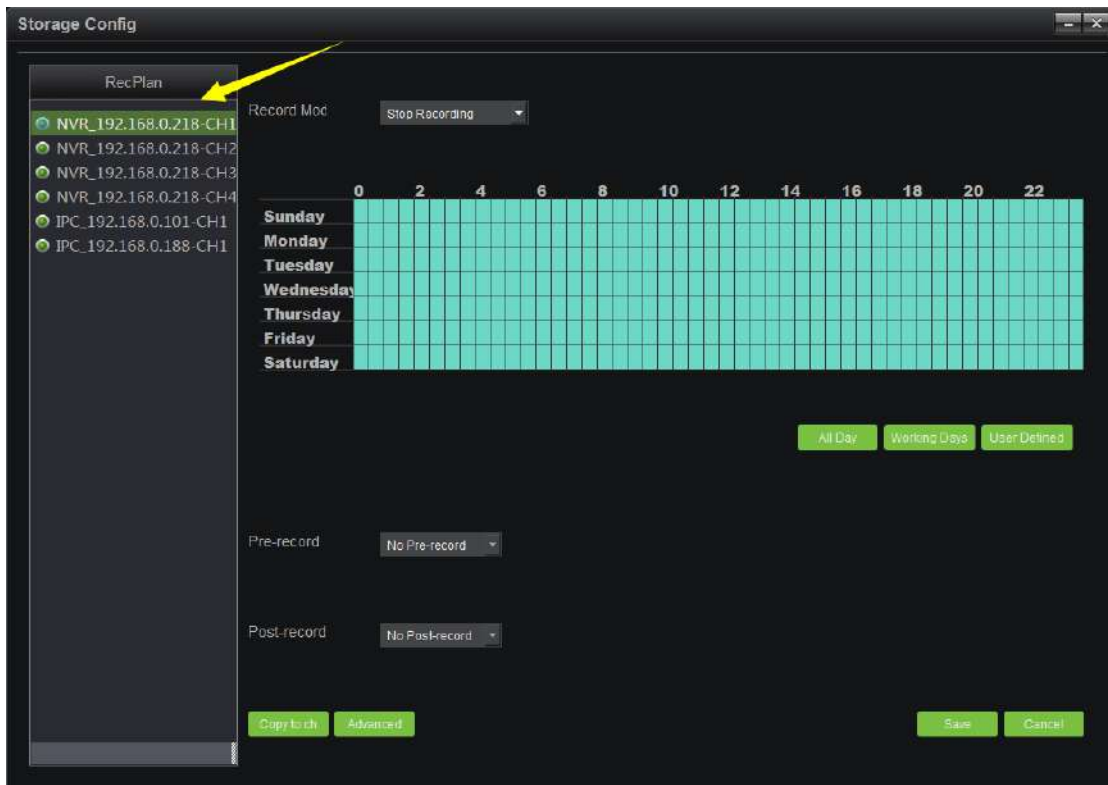 Storage Config
RecPlan
NVR_192.168.0.218-CH1
NVR_192.168.0.218-CH2
NVR_192.168.0.218-CH3
NVR_192.168.0.218-CH4
IPC_192.168.0.101-CH1
IPC_192.168.0.188-CH1
Record Mod
Stop Recording
0 2 4 6 8 10 12 14 16 18 20 22
Sunday
Monday
Tuesday
Wednesday
Thursday
Friday
Saturday
All Day Working Days User Defined
Pre-record No Pre-record
Post-record No Post-record
Copy to ch Advanced Save Cancel